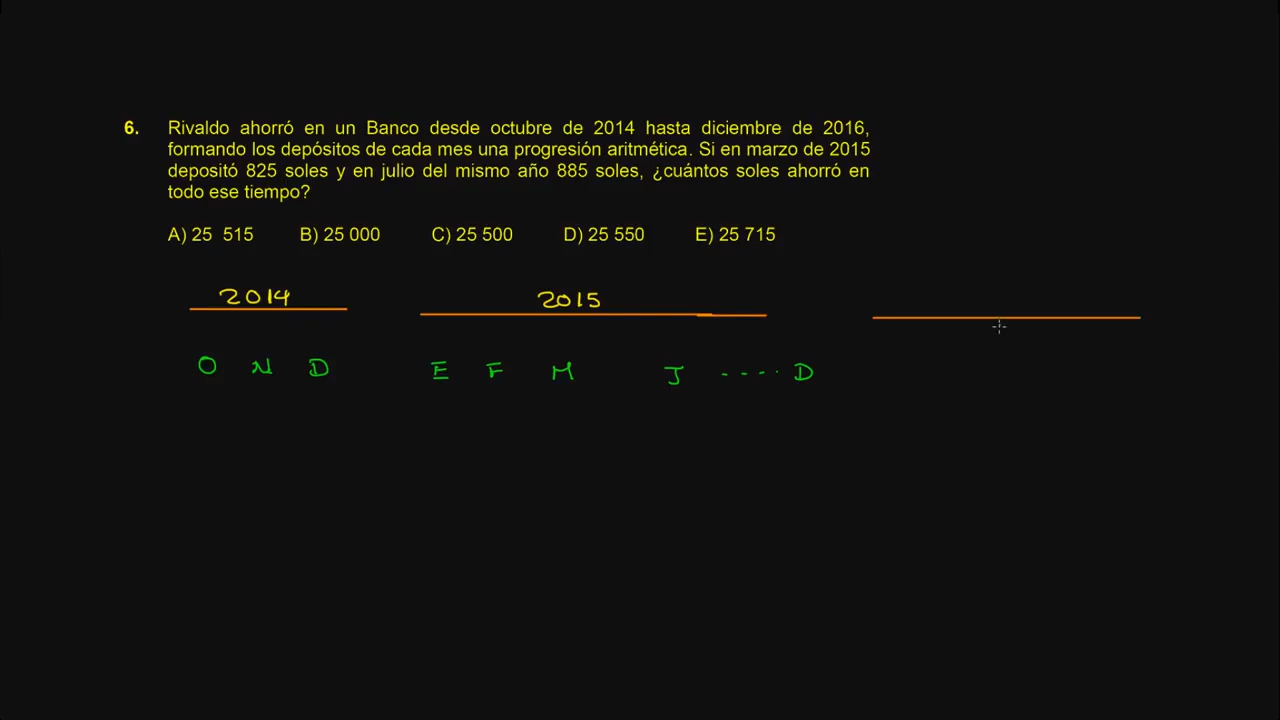 6. Rivaldo ahorró en un Banco desde octubre de 2014 hasta diciembre de 2016,
formando los depósitos de cada mes una progresión aritmética. Si en marzo de 2015
depositó 825 soles y en julio del mismo año 885 soles, ¿cuántos soles ahorró en
todo ese tiempo?
A) 25 515 B) 25 000 C) 25 500 D) 25 550 E) 25 715
2014 2015
O N D E F M J ..... D